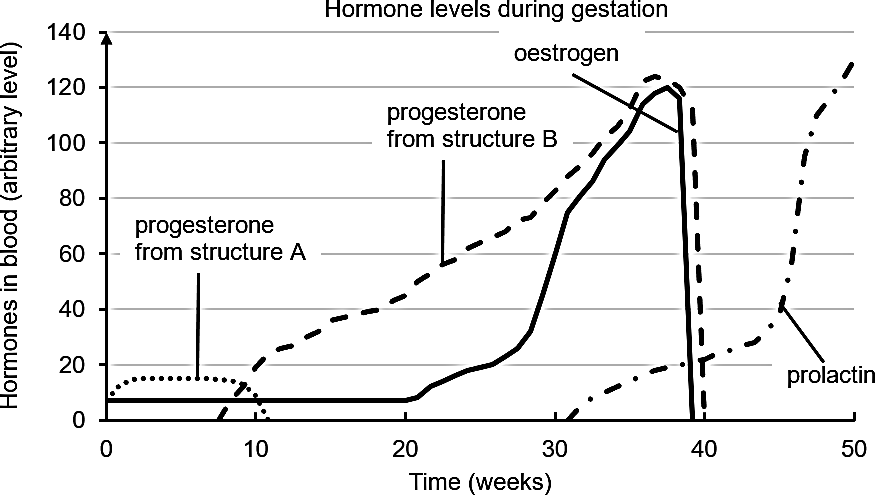 Hormone levels during gestation
Hormones in blood (arbitrary level)
140
120
100
80
60
40
20
0
oestrogen
progesterone
from structure B
progesterone
from structure A
prolactin
0 10 20 30 40 50
Time (weeks)